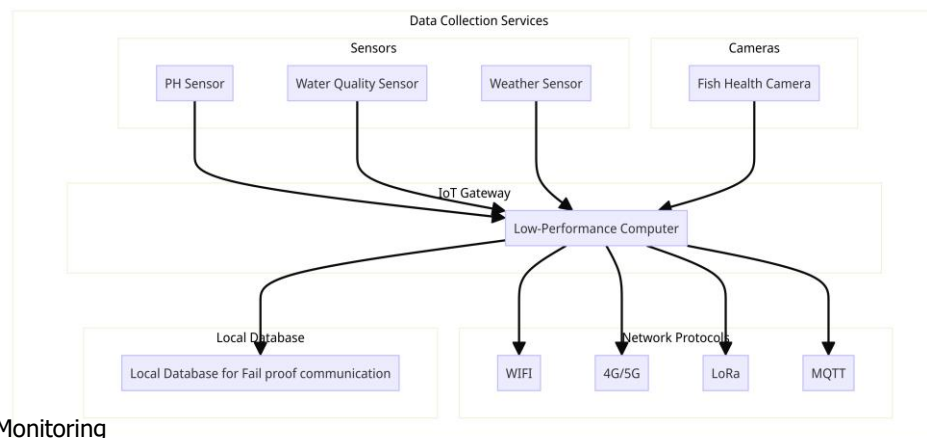 Data Collection Services
Sensors
Cameras
PH Sensor
Water Quality Sensor
Weather Sensor
Fish Health Camera
IoT Gateway
Low-Performance Computer
Local Database
Network Protocols
Local Database for Fail proof communication
WIFI
4G/5G
LoRa
MQTT
Monitoring